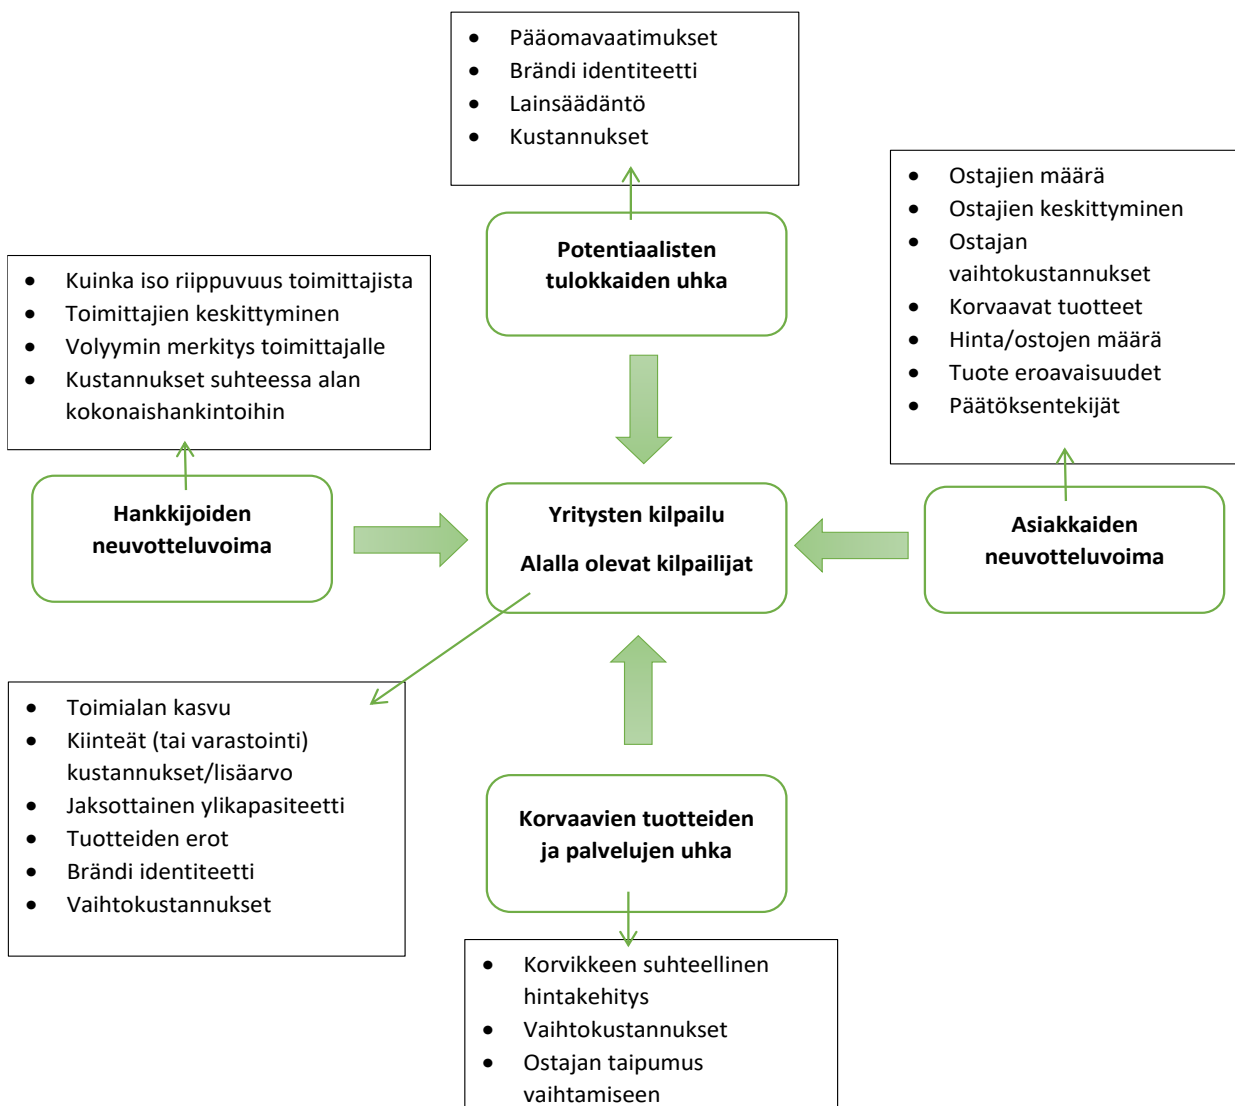 • Pääomavaatimukset
• Brändi identiteetti
• Lainsäädäntö
• Kustannukset
Potentiaalisten
tulokkaiden uhka
• Ostajien määrä
• Ostajien keskittyminen
• Ostajan
vaihtokustannukset
• Korvaavat tuotteet
• Hinta/ostojen määrä
• Tuote eroavaisuudet
• Päätöksentekijät
• Kuinka iso riippuvuus toimittajista
• Toimittajien keskittyminen
• Volyymin merkitys toimittajalle
• Kustannukset suhteessa alan
kokonaishankintoihin
Hankkijoiden
neuvotteluvoima
Yritysten kilpailu
Alalla olevat kilpailijat
Asiakkaiden
neuvotteluvoima
• Toimialan kasvu
• Kiinteät (tai varastointi)
kustannukset/lisäarvo
• Jaksottainen ylikapasiteetti
• Tuotteiden erot
• Brändi identiteetti
• Vaihtokustannukset
Korvaavien tuotteiden
ja palvelujen uhka
• Korvikkeen suhteellinen
hintakehitys
• Vaihtokustannukset
• Ostajan taipumus
vaihtamiseen